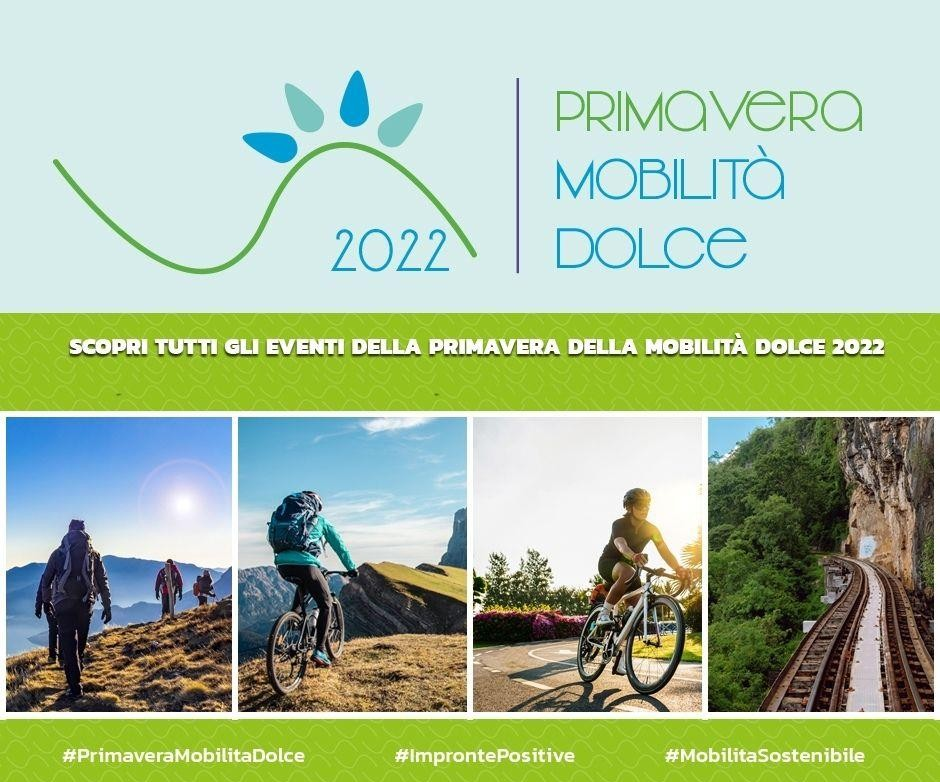 PRIMAVERA
MOBILITÀ
DOLCE
2022
SCOPRI TUTTI GLI EVENTI DELLA PRIMAVERA DELLA MOBILITÀ DOLCE 2022
#PrimaveraMobilitaDolce #ImprontePositive #MobilitaSostenibile